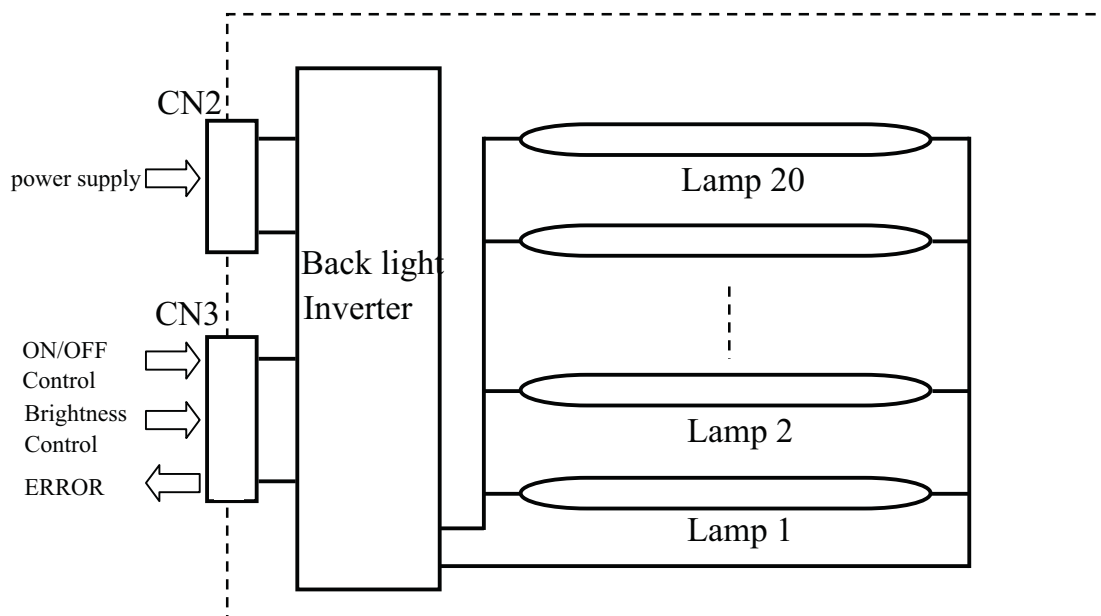 CN2
power supply
Lamp 20
Back light
Inverter
CN3
ON/OFF
Control
Brightness
Control
Lamp 2
ERROR
Lamp 1